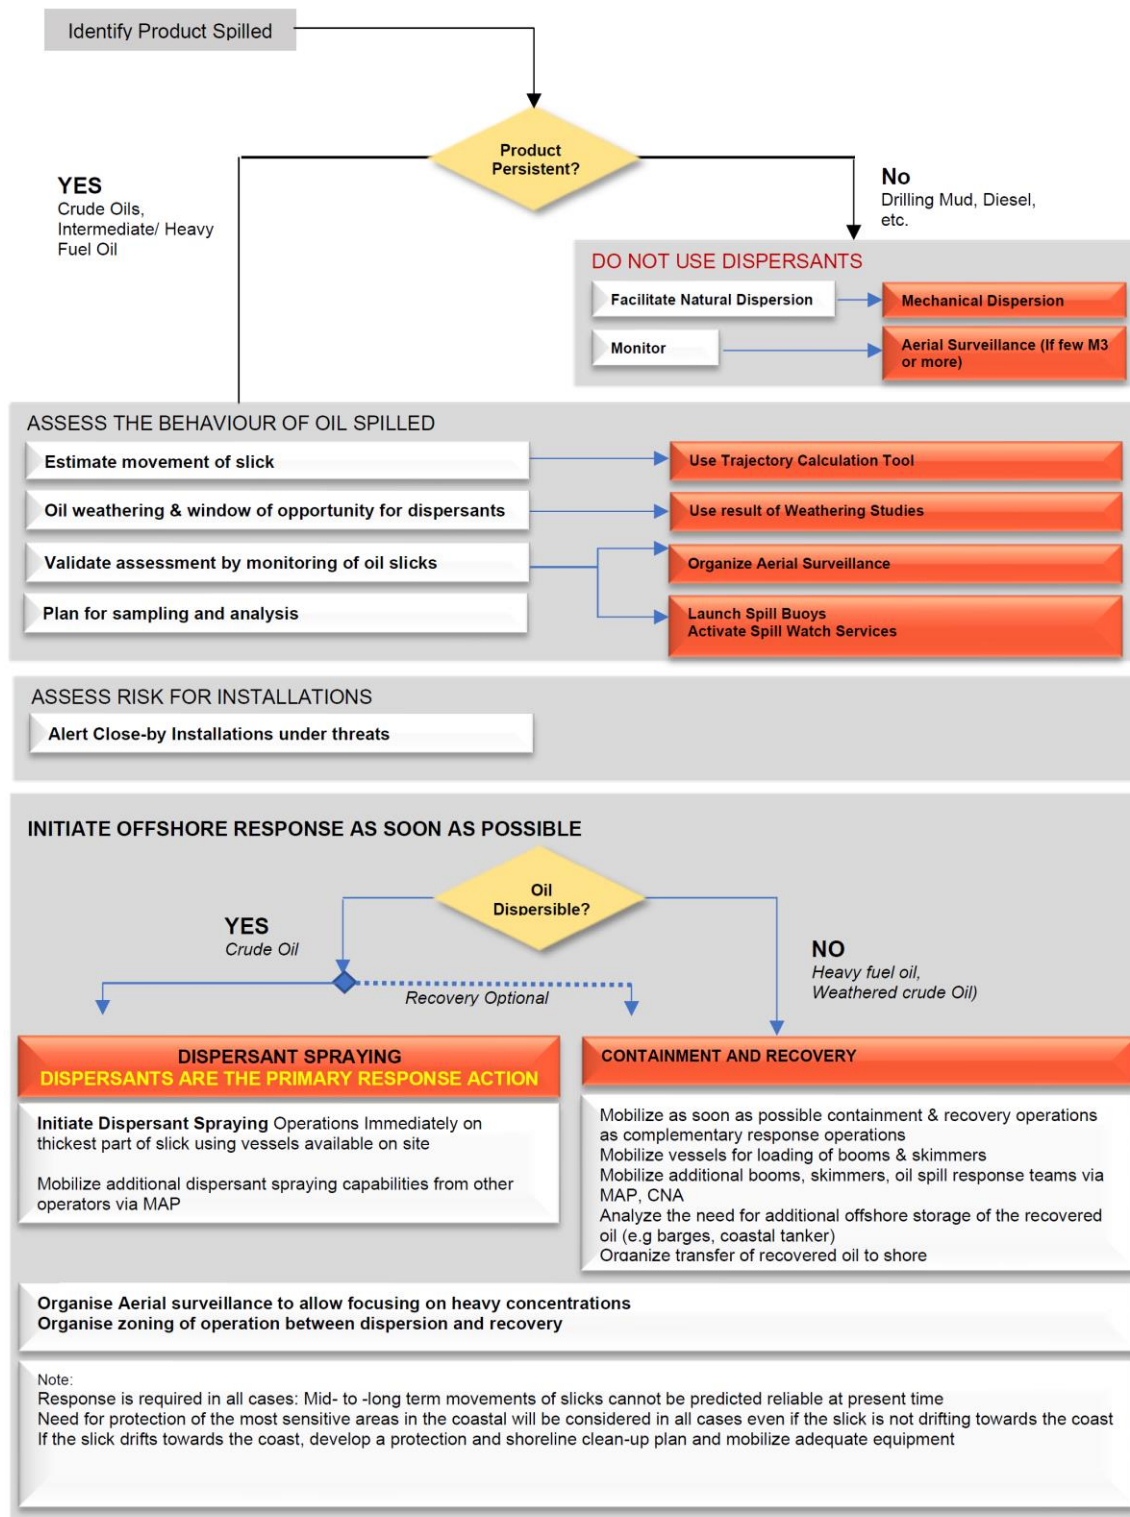 Identify Product Spilled
Product
Persistent?
YES
Crude Oils,
Intermediate/ Heavy
Fuel Oil
No
Drilling Mud, Diesel,
etc.
DO NOT USE DISPERSANTS
Facilitate Natural Dispersion
Mechanical Dispersion
Monitor
Aerial Surveillance (If few M3
or more)
ASSESS THE BEHAVIOUR OF OIL SPILLED
Estimate movement of slick
Use Trajectory Calculation Tool
Oil weathering & window of opportunity for dispersants
Use result of Weathering Studies
Validate assessment by monitoring of oil slicks
Organize Aerial Surveillance
Plan for sampling and analysis
Launch Spill Buoys
Activate Spill Watch Services
ASSESS RISK FOR INSTALLATIONS
Alert Close-by Installations under threats
INITIATE OFFSHORE RESPONSE AS SOON AS POSSIBLE
Oil
Dispersible?
YES
Crude Oil
NO
Heavy fuel oil,
Weathered crude Oil)
Recovery Optional
DISPERSANT SPRAYING
DISPERSANTS ARE THE PRIMARY RESPONSE ACTION
Initiate Dispersant Spraying Operations Immediately on
thickest part of slick using vessels available on site
Mobilize additional dispersant spraying capabilities from other
operators via MAP
CONTAINMENT AND RECOVERY
Mobilize as soon as possible containment & recovery operations
as complementary response operations
Mobilize vessels for loading of booms & skimmers
Mobilize additional booms, skimmers, oil spill response teams via
MAP, CNA
Analyze the need for additional offshore storage of the recovered
oil (e.g barges, coastal tanker)
Organize transfer of recovered oil to shore
Organise Aerial surveillance to allow focusing on heavy concentrations
Organise zoning of operation between dispersion and recovery
Note:
Response is required in all cases: Mid- to -long term movements of slicks cannot be predicted reliable at present time
Need for protection of the most sensitive areas in the coastal will be considered in all cases even if the slick is not drifting towards the coast
If the slick drifts towards the coast, develop a protection and shoreline clean-up plan and mobilize adequate equipment